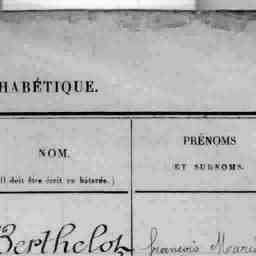 HABÉTIQUE.
NOM.
PRÉNOMS
ET SURNOMS.
Il doit être écrit en bâtarde.)
Berthelot François Marie